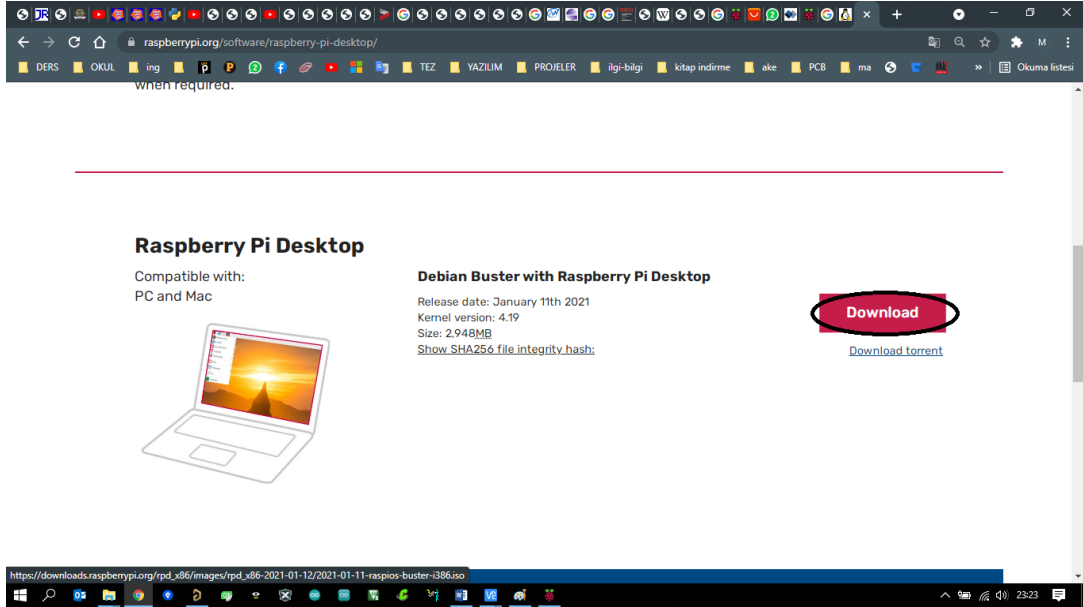 raspberrypi.org/software/raspberry-pi-desktop/
M
DERS OKUL ing TEZ YAZILIM PROJELER ilgi-bilgi kitap indirme ake PCB ma » Okuma listesi
when required.
Raspberry Pi Desktop
Compatible with:
PC and Mac
Debian Buster with Raspberry Pi Desktop
Release date: January 11th 2021
Kernel version: 4.19
Size: 2,948MB
Show SHA256 file integrity hash:
Download
Download torrent
https://downloads.raspberrypi.org/rpd_x86/images/rpd_x86-2021-01-12/2021-01-11-raspios-buster-i386.iso
23:23